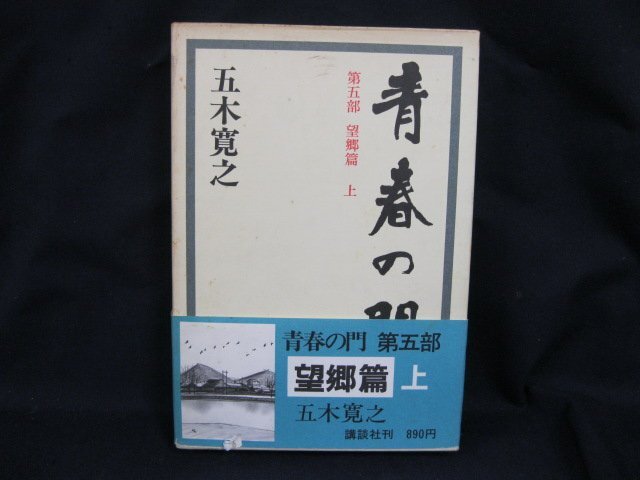 青春の門
第五部 望郷篇 上
五木寛之
青春の門 第五部
望郷篇 上
五木寛之
講談社刊 890円